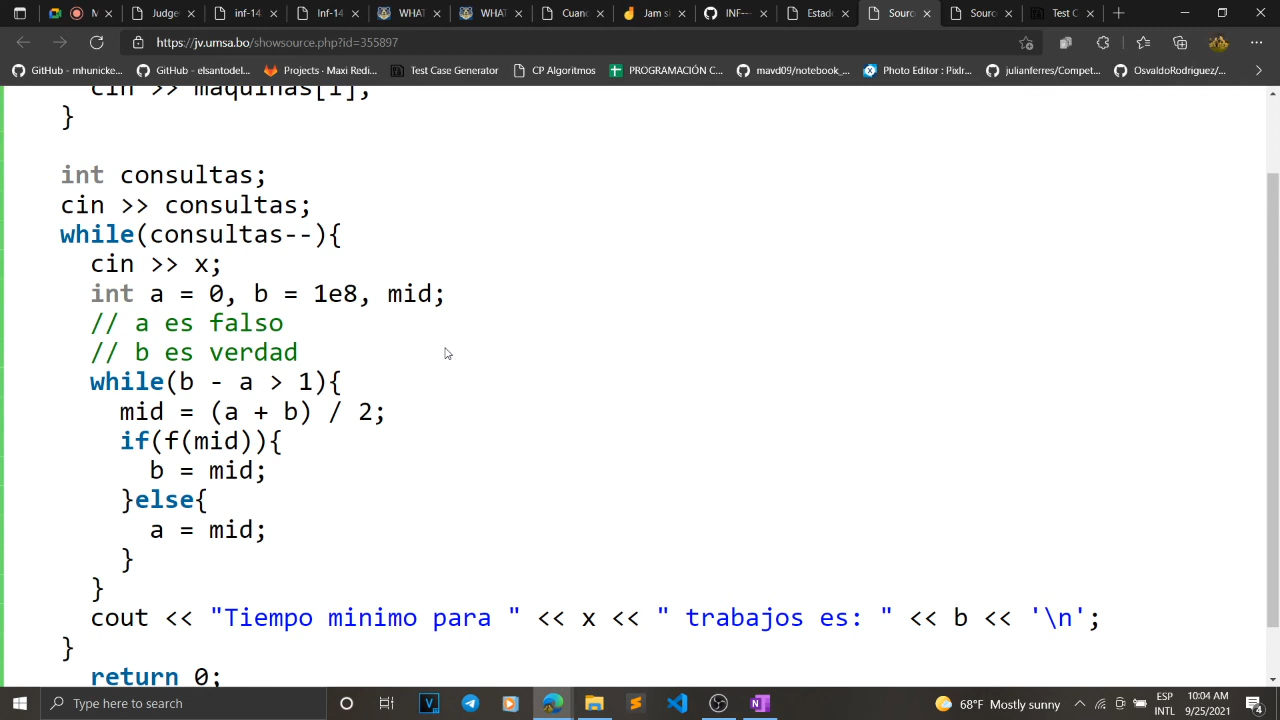 M
Judge
inf-14
Inf-14
WHAT
WHAT
Cuand
Jam si
INF--
Estad
Sourc
Sourc
Test C
https://jv.umsa.bo/showsource.php?id=355897
GitHub - mhunicke...
GitHub - elsantodel...
Projects · Maxi Redi...
Test Case Generator
CP Algoritmos
PROGRAMACIÓN C...
mavd09/notebook_...
Photo Editor : Pixlr...
julianferres/Compet...
OsvaldoRodriguez/...
cin >> maquinas[i];
}
int consultas;
cin >> consultas;
while(consultas--){
cin >> x;
int a = 0, b = 1e8, mid;
// a es falso
// b es verdad
while(b - a > 1){
mid = (a + b) / 2;
if(f(mid)){
b = mid;
}else{
a = mid;
}
}
cout << "Tiempo minimo para " << x << " trabajos es: " << b << '\n';
}
return 0;
Type here to search
68°F Mostly sunny
ESP
INTL
10:04 AM
9/25/2021
4